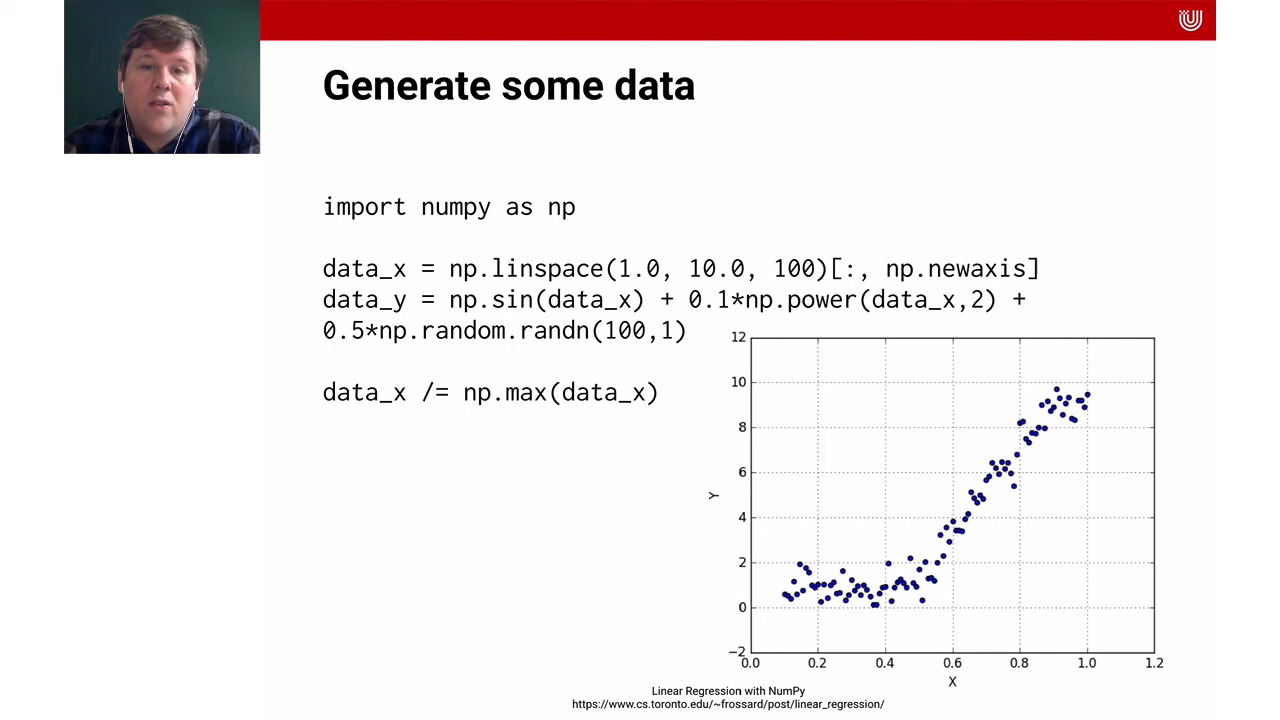 Generate some data
import numpy as np
data_x = np.linspace(1.0, 10.0, 100)[:, np.newaxis]
data_y = np.sin(data_x) + 0.1*np.power(data_x,2) +
0.5*np.random.randn(100,1)
data_x /= np.max(data_x)
12
10
8
6
4
2
0
−2
Y
0.0 0.2 0.4 0.6 0.8 1.0 1.2
X
Linear Regression with NumPy
https://www.cs.toronto.edu/~frossard/post/linear_regression/